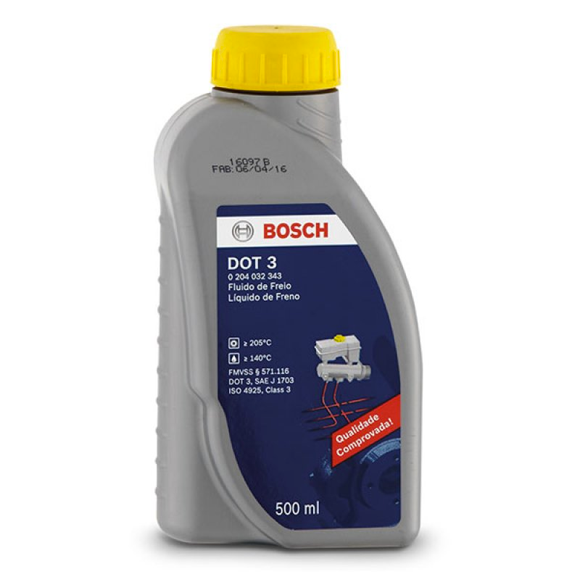 16097 B
FAB:06/04/16
BOSCH
DOT 3
0 204 032 343
Fluido de Freio
Líquido de Freno
≥ 205°C
≥ 140°C
FMVSS § 571.116
DOT 3, SAE J 1703
ISO 4925, Class 3
Qualidade
Comprovada!
500 ml